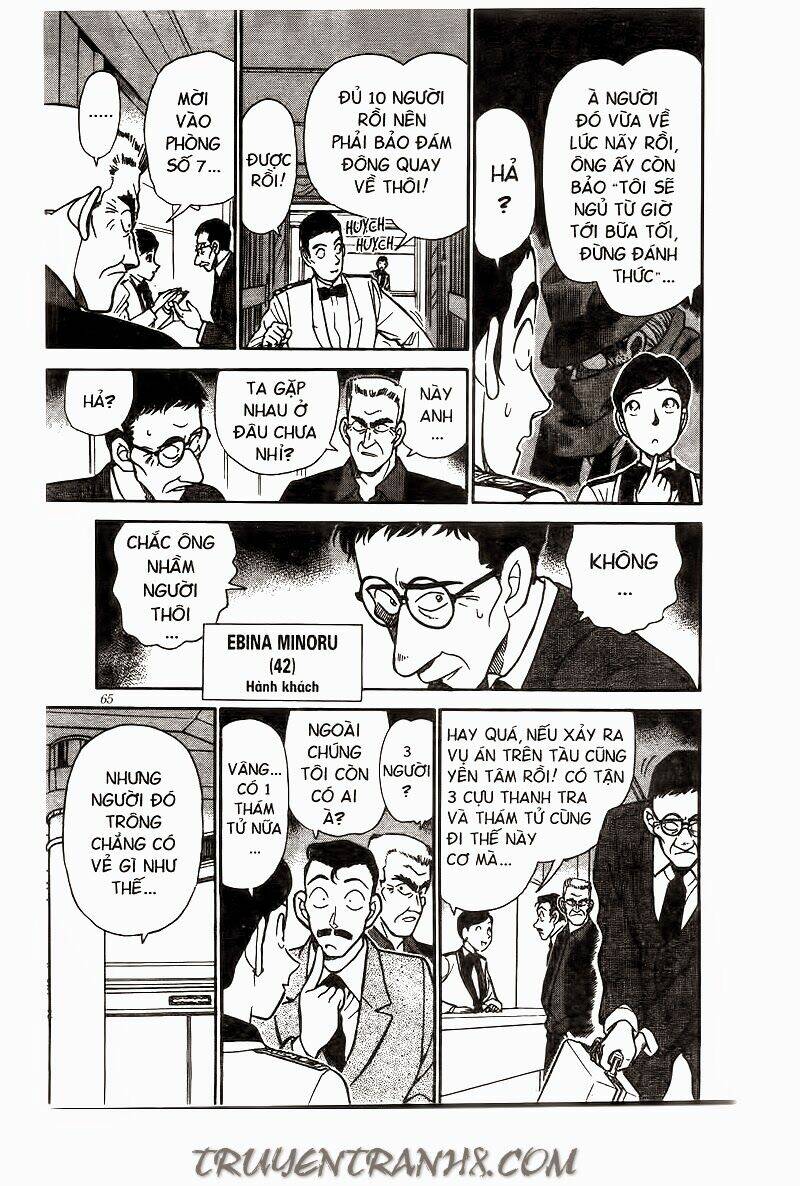 À NGƯỜI
ĐÓ VỪA VỀ
LÚC NÃY RỒI,
ÔNG ẤY CÒN
BẢO "TÔI SẼ
NGỦ TỪ GIỜ
TỚI BỮA TỐI,
ĐỪNG ĐÁNH
THỨC"...
HẢ
?
ĐỦ 10 NGƯỜI
RỒI NÊN
PHẢI BẢO ĐÁM
ĐÔNG QUAY
VỀ THÔI!
ĐƯỢC
RỒI!
HUỲCH
HUỲCH
MỜI
VÀO
PHÒNG
SỐ 7...
.....
NÀY
ANH
...
TA GẶP
NHAU Ở
ĐÂU CHƯA
NHỈ?
HẢ?
KHÔNG
...
CHẮC ÔNG
NHẦM
NGƯỜI
THÔI
...
EBINA MINORU
(42)
Hành khách
65
HAY QUÁ, NẾU XẢY RA
VỤ ÁN TRÊN TẦU CŨNG
YÊN TÂM RỒI! CÓ TẬN
3 CỰU THANH TRA
VÀ THÁM TỬ CÙNG
ĐI THẾ NÀY
CƠ MÀ...
3
NGƯỜI
?
NGOÀI
CHÚNG
TÔI CÒN
CÓ AI
À?
VÂNG...
CÓ 1
THÁM
TỬ NỮA
...
NHƯNG
NGƯỜI ĐÓ
TRÔNG
CHẲNG CÓ
VẺ GÌ NHƯ
THẾ...
TRUYENTRANH8.COM